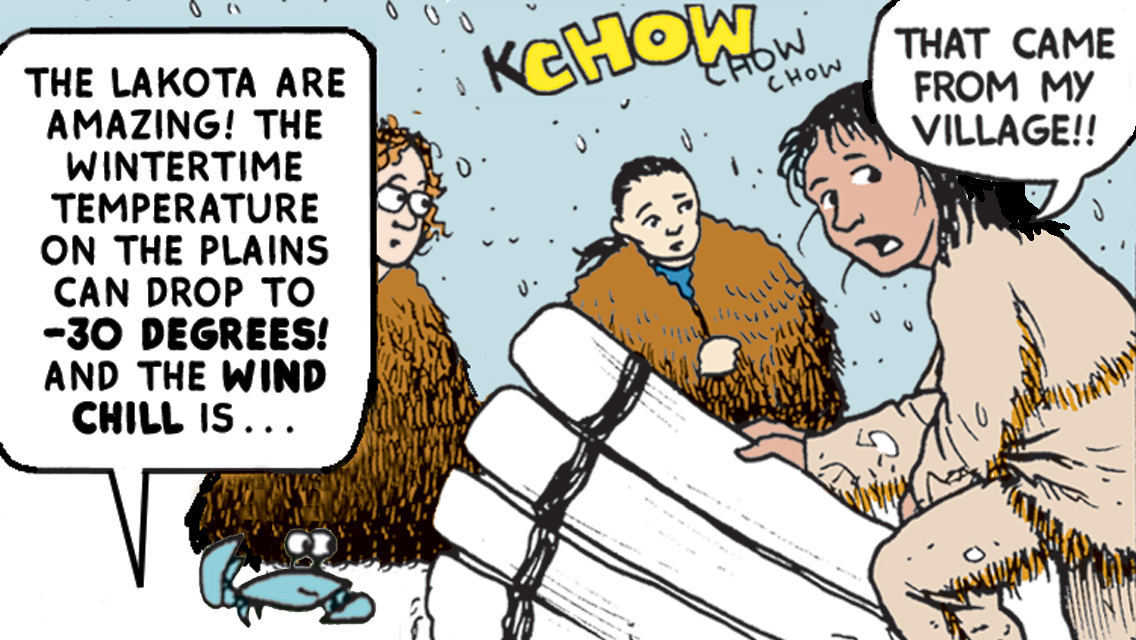 THE LAKOTA ARE
AMAZING! THE
WINTERTIME
TEMPERATURE
ON THE PLAINS
CAN DROP TO
-30 DEGREES!
AND THE WIND
CHILL IS...
KCHOW
CHOW
CHOW
THAT CAME
FROM MY
VILLAGE!!